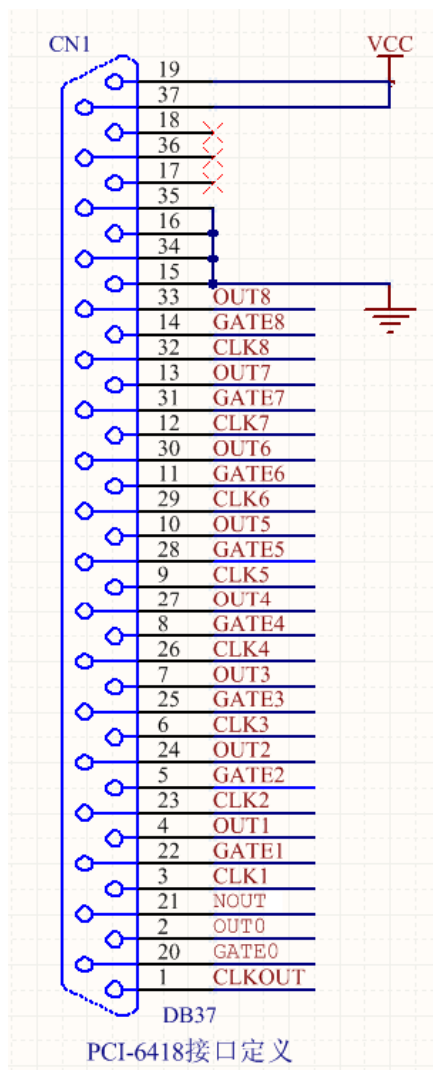 CN1
VCC
19
37
18
36
17
35
16
34
15
33 OUT8
14 GATE8
32 CLK8
13 OUT7
31 GATE7
12 CLK7
30 OUT6
11 GATE6
29 CLK6
10 OUT5
28 GATE5
9 CLK5
27 OUT4
8 GATE4
26 CLK4
7 OUT3
25 GATE3
6 CLK3
24 OUT2
5 GATE2
23 CLK2
4 OUT1
22 GATE1
3 CLK1
21 NOUT
2 OUT0
20 GATE0
1 CLKOUT
DB37
PCI-6418接口定义